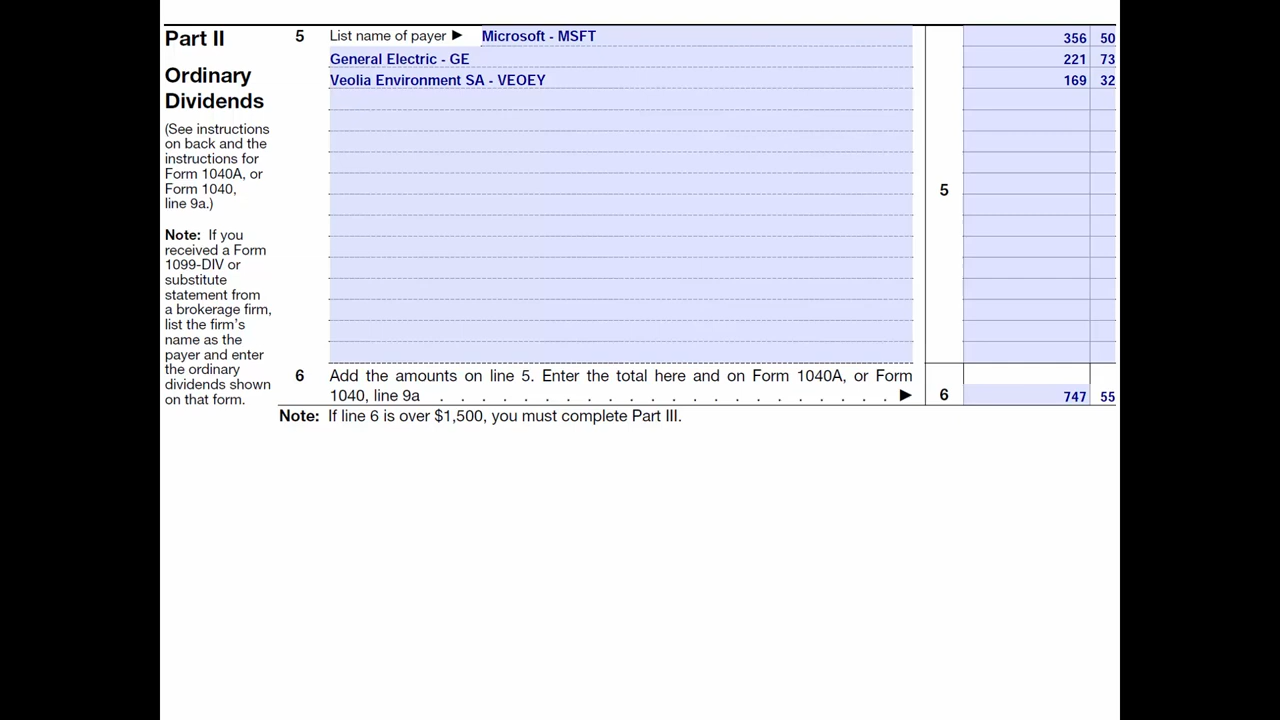 Part II
Ordinary
Dividends
(See instructions
on back and the
instructions for
Form 1040A, or
Form 1040,
line 9a.)
Note: If you
received a Form
1099-DIV or
substitute
statement from
a brokerage firm,
list the firm's
name as the
payer and enter
the ordinary
dividends shown
on that form.
5 List name of payer ▶ Microsoft - MSFT 356 50
General Electric - GE 221 73
Veolia Environment SA - VEOEY 169 32
5
6 Add the amounts on line 5. Enter the total here and on Form 1040A, or Form
1040, line 9a . . . . . . . . . . . . . . . . . . . . . . ▶ 6 747 55
Note: If line 6 is over $1,500, you must complete Part III.